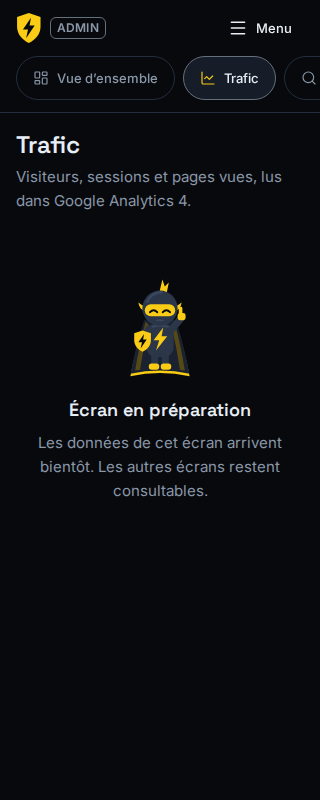 ADMIN
Menu
Vue d’ensemble
Trafic
Trafic
Visiteurs, sessions et pages vues, lus
dans Google Analytics 4.
Écran en préparation
Les données de cet écran arrivent
bientôt. Les autres écrans restent
consultables.